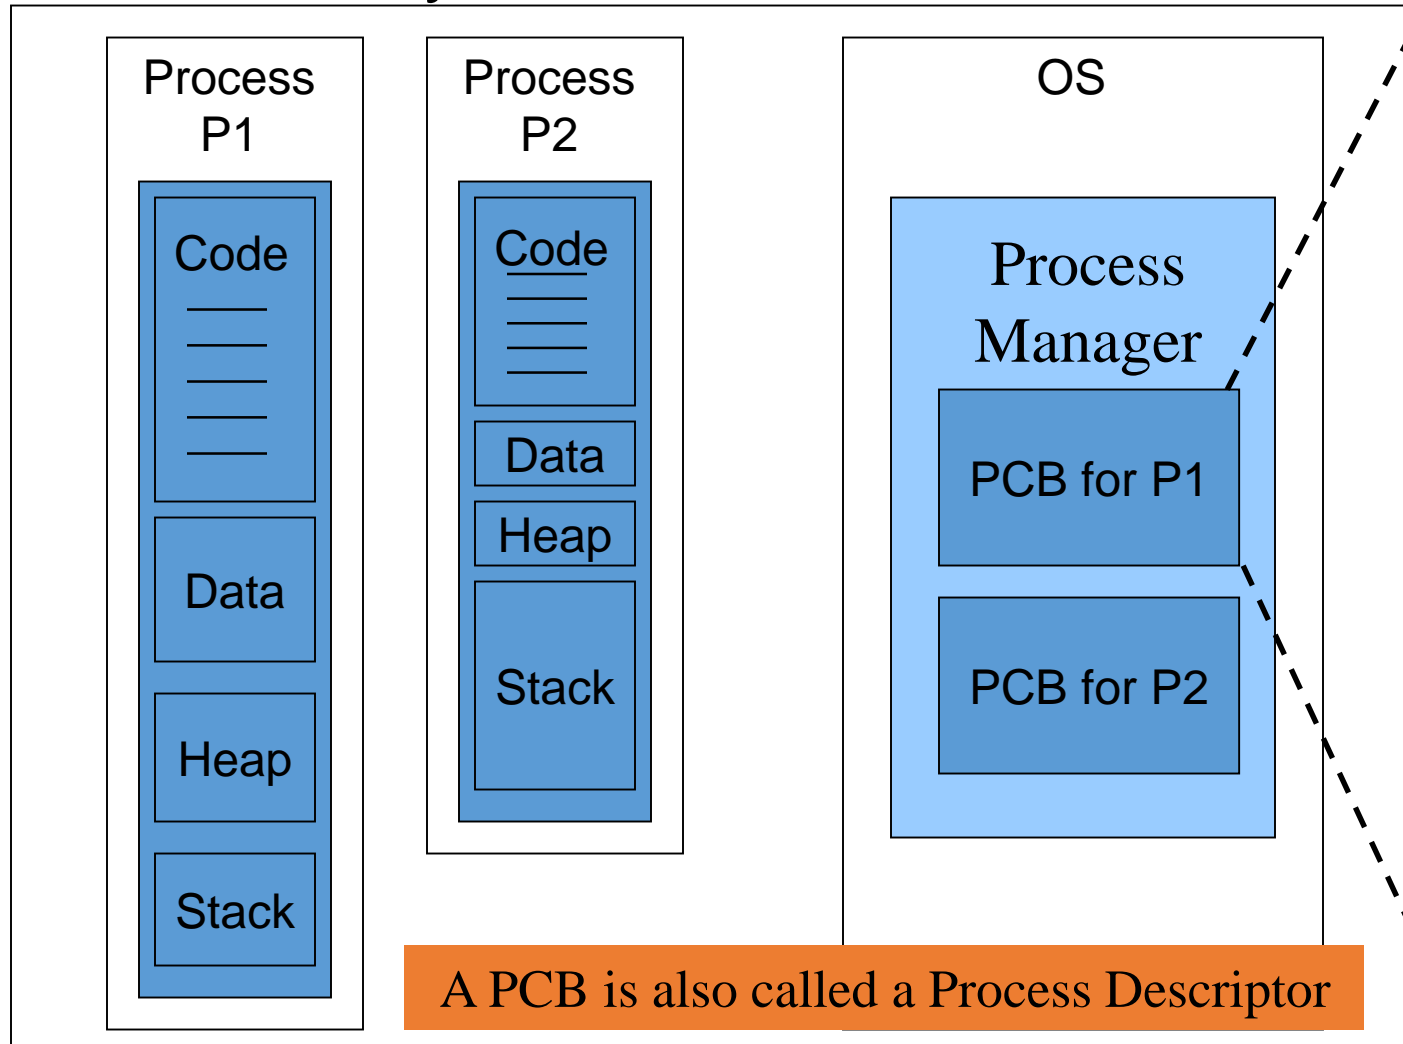 Process
P1
Code
Data
Heap
Stack
Process
P2
Code
Data
Heap
Stack
OS
Process
Manager
PCB for P1
PCB for P2
A PCB is also called a Process Descriptor